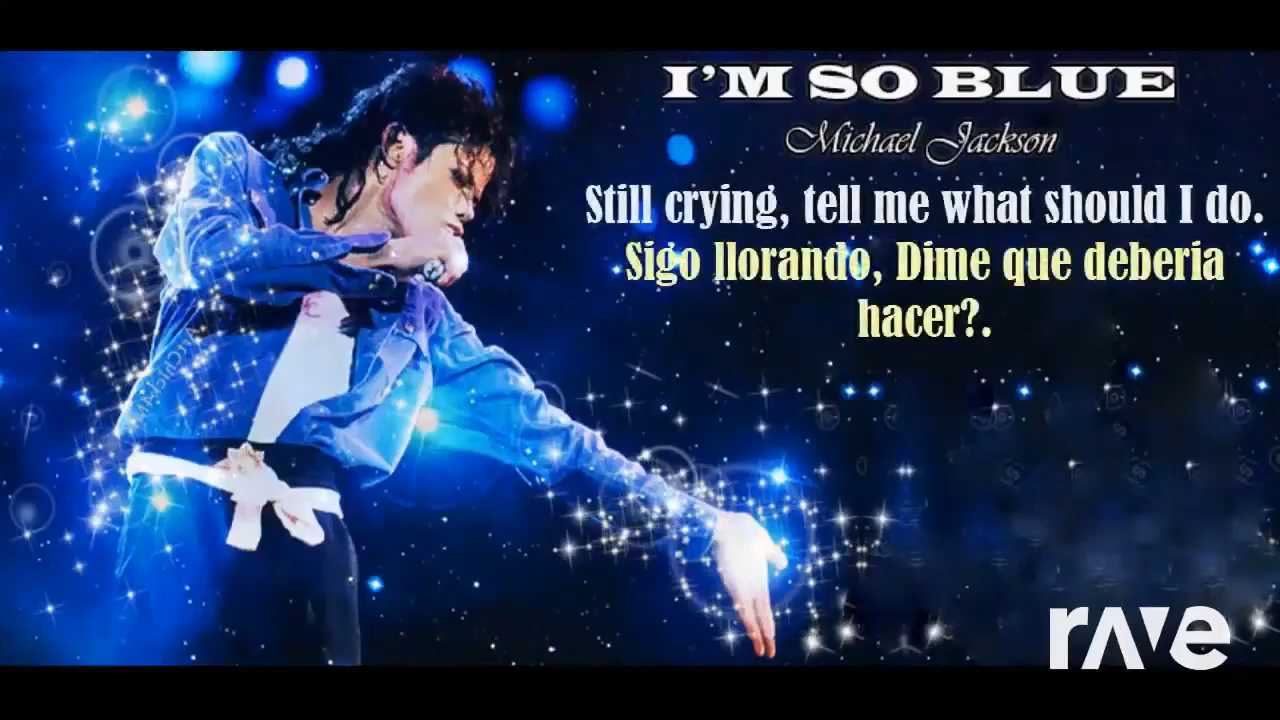 I'M SO BLUE
Michael Jackson
Still crying, tell me what should I do.
Sigo llorando, Dime que deberia
hacer?.
rave